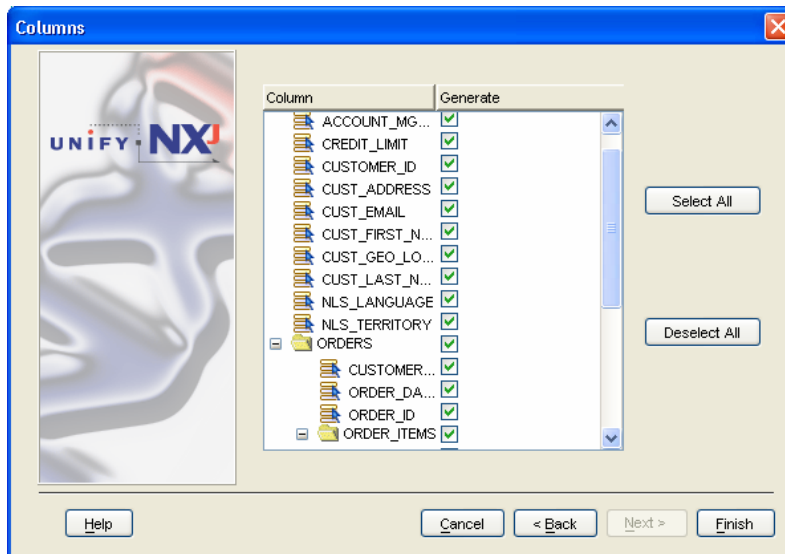 Columns
UNiFY NXJ
Column Generate
ACCOUNT_MG...
CREDIT_LIMIT
CUSTOMER_ID
CUST_ADDRESS
CUST_EMAIL
CUST_FIRST_N...
CUST_GEO_LO...
CUST_LAST_N...
NLS_LANGUAGE
NLS_TERRITORY
ORDERS
CUSTOMER...
ORDER_DA...
ORDER_ID
ORDER_ITEMS
Select All
Deselect All
Help Cancel < Back Next > Finish